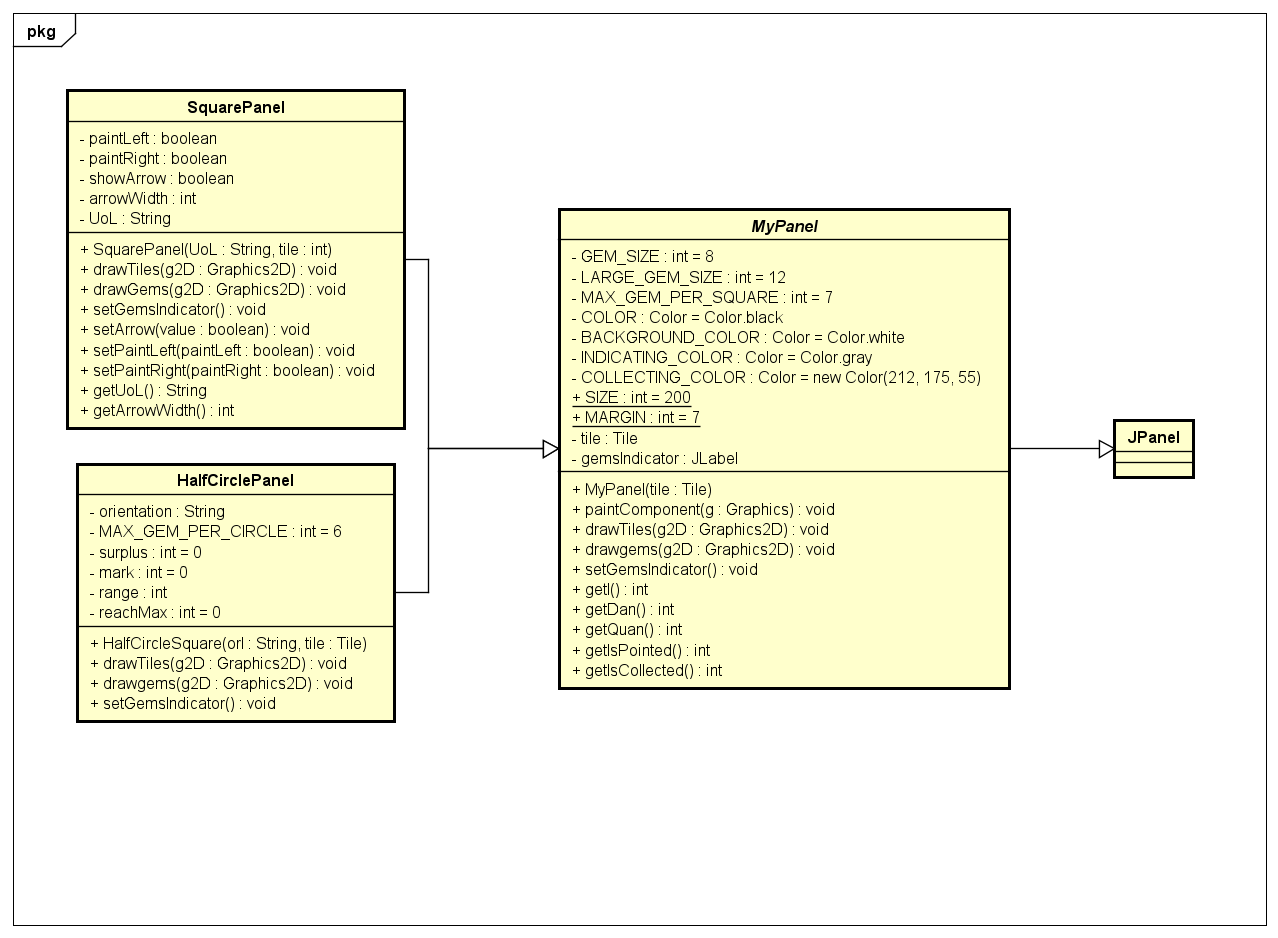 pkg
SquarePanel
- paintLeft : boolean
- paintRight : boolean
- showArrow : boolean
- arrowWidth : int
- UoL : String
+ SquarePanel(UoL : String, tile : int)
+ drawTiles(g2D : Graphics2D) : void
+ drawGems(g2D : Graphics2D) : void
+ setGemsIndicator() : void
+ setArrow(value : boolean) : void
+ setPaintLeft(paintLeft : boolean) : void
+ setPaintRight(paintRight : boolean) : void
+ getUoL() : String
+ getArrowWidth() : int
HalfCirclePanel
- orientation : String
- MAX_GEM_PER_CIRCLE : int = 6
- surplus : int = 0
- mark : int = 0
- range : int
- reachMax : int = 0
+ HalfCircleSquare(orI : String, tile : Tile)
+ drawTiles(g2D : Graphics2D) : void
+ drawgems(g2D : Graphics2D) : void
+ setGemsIndicator() : void
MyPanel
- GEM_SIZE : int = 8
- LARGE_GEM_SIZE : int = 12
- MAX_GEM_PER_SQUARE : int = 7
- COLOR : Color = Color.black
- BACKGROUND_COLOR : Color = Color.white
- INDICATING_COLOR : Color = Color.gray
- COLLECTING_COLOR : Color = new Color(212, 175, 55)
+ SIZE : int = 200
+ MARGIN : int = 7
- tile : Tile
- gemsIndicator : JLabel
+ MyPanel(tile : Tile)
+ paintComponent(g : Graphics) : void
+ drawTiles(g2D : Graphics2D) : void
+ drawgems(g2D : Graphics2D) : void
+ setGemsIndicator() : void
+ getI() : int
+ getDan() : int
+ getQuan() : int
+ getIsPointed() : int
+ getIsCollected() : int
JPanel